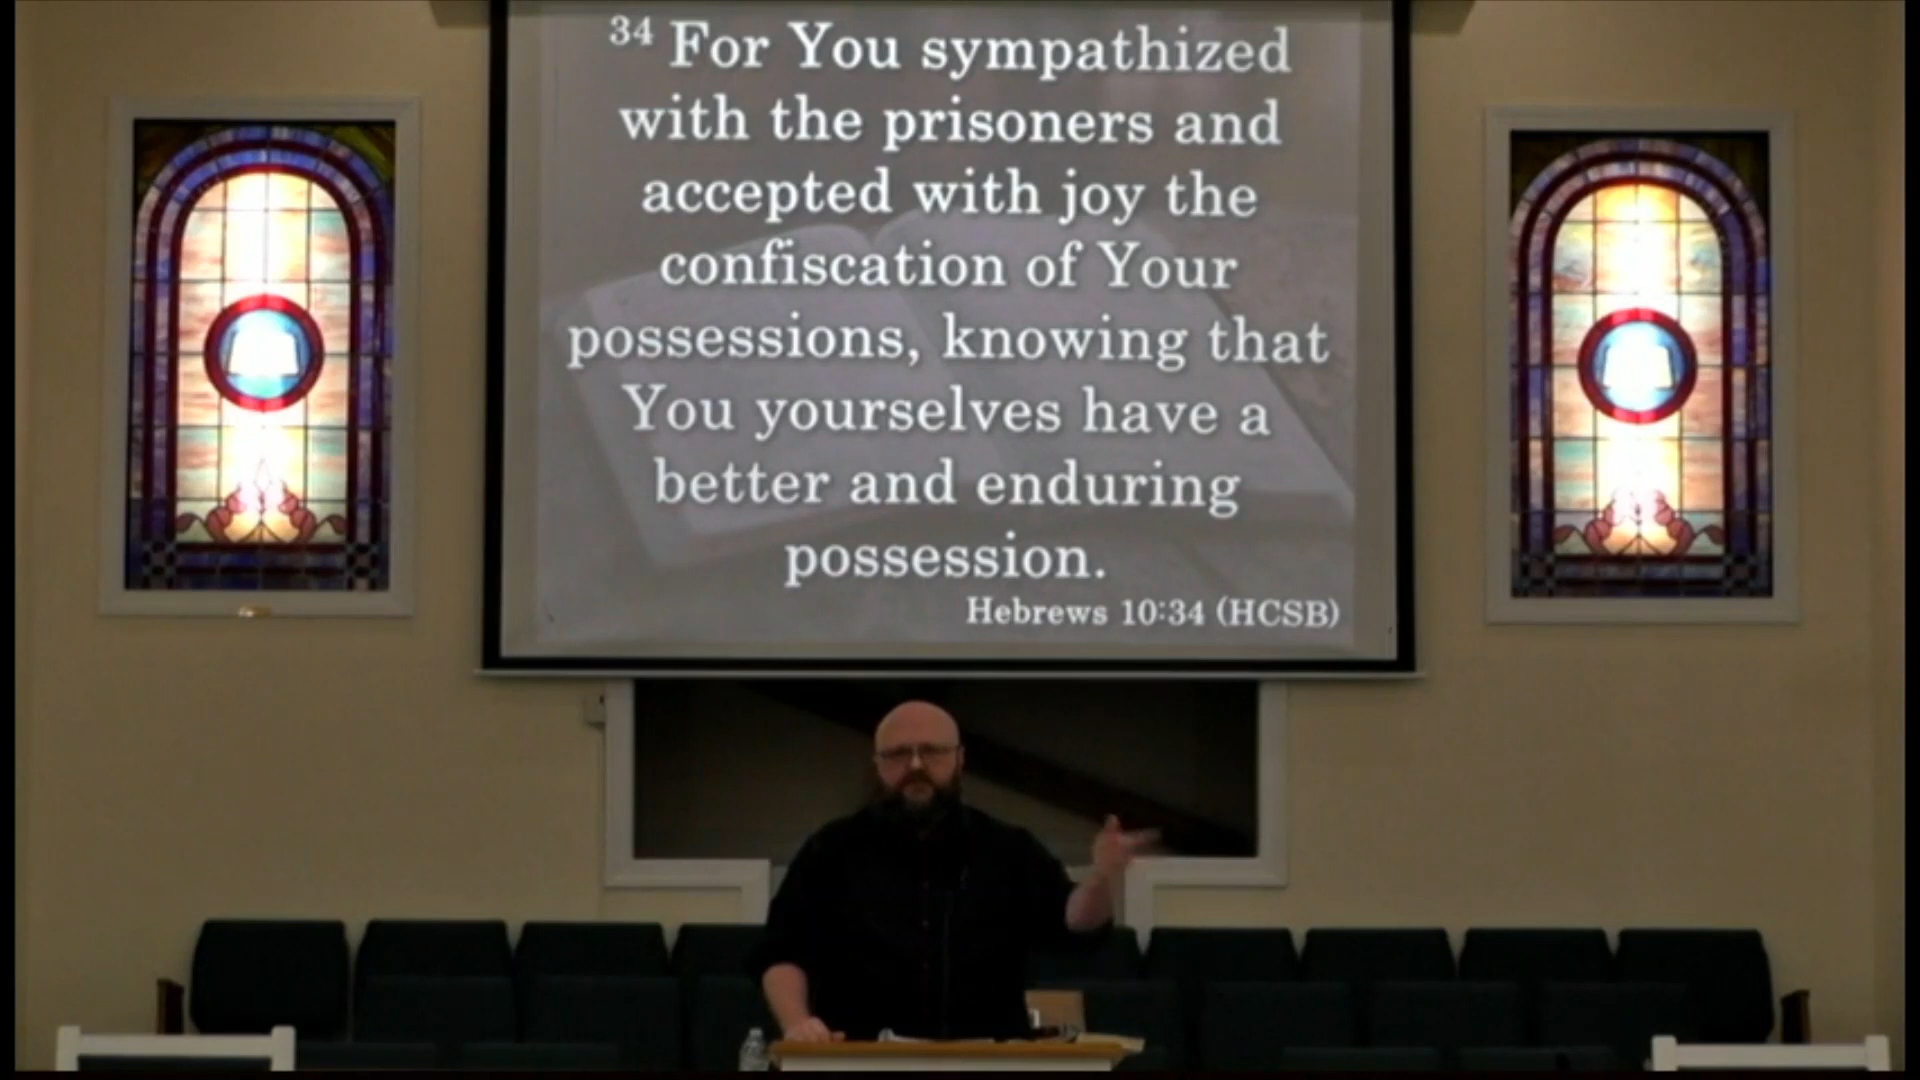 34 For You sympathized
with the prisoners and
accepted with joy the
confiscation of Your
possessions, knowing that
You yourselves have a
better and enduring
possession.
Hebrews 10:34 (HCSB)